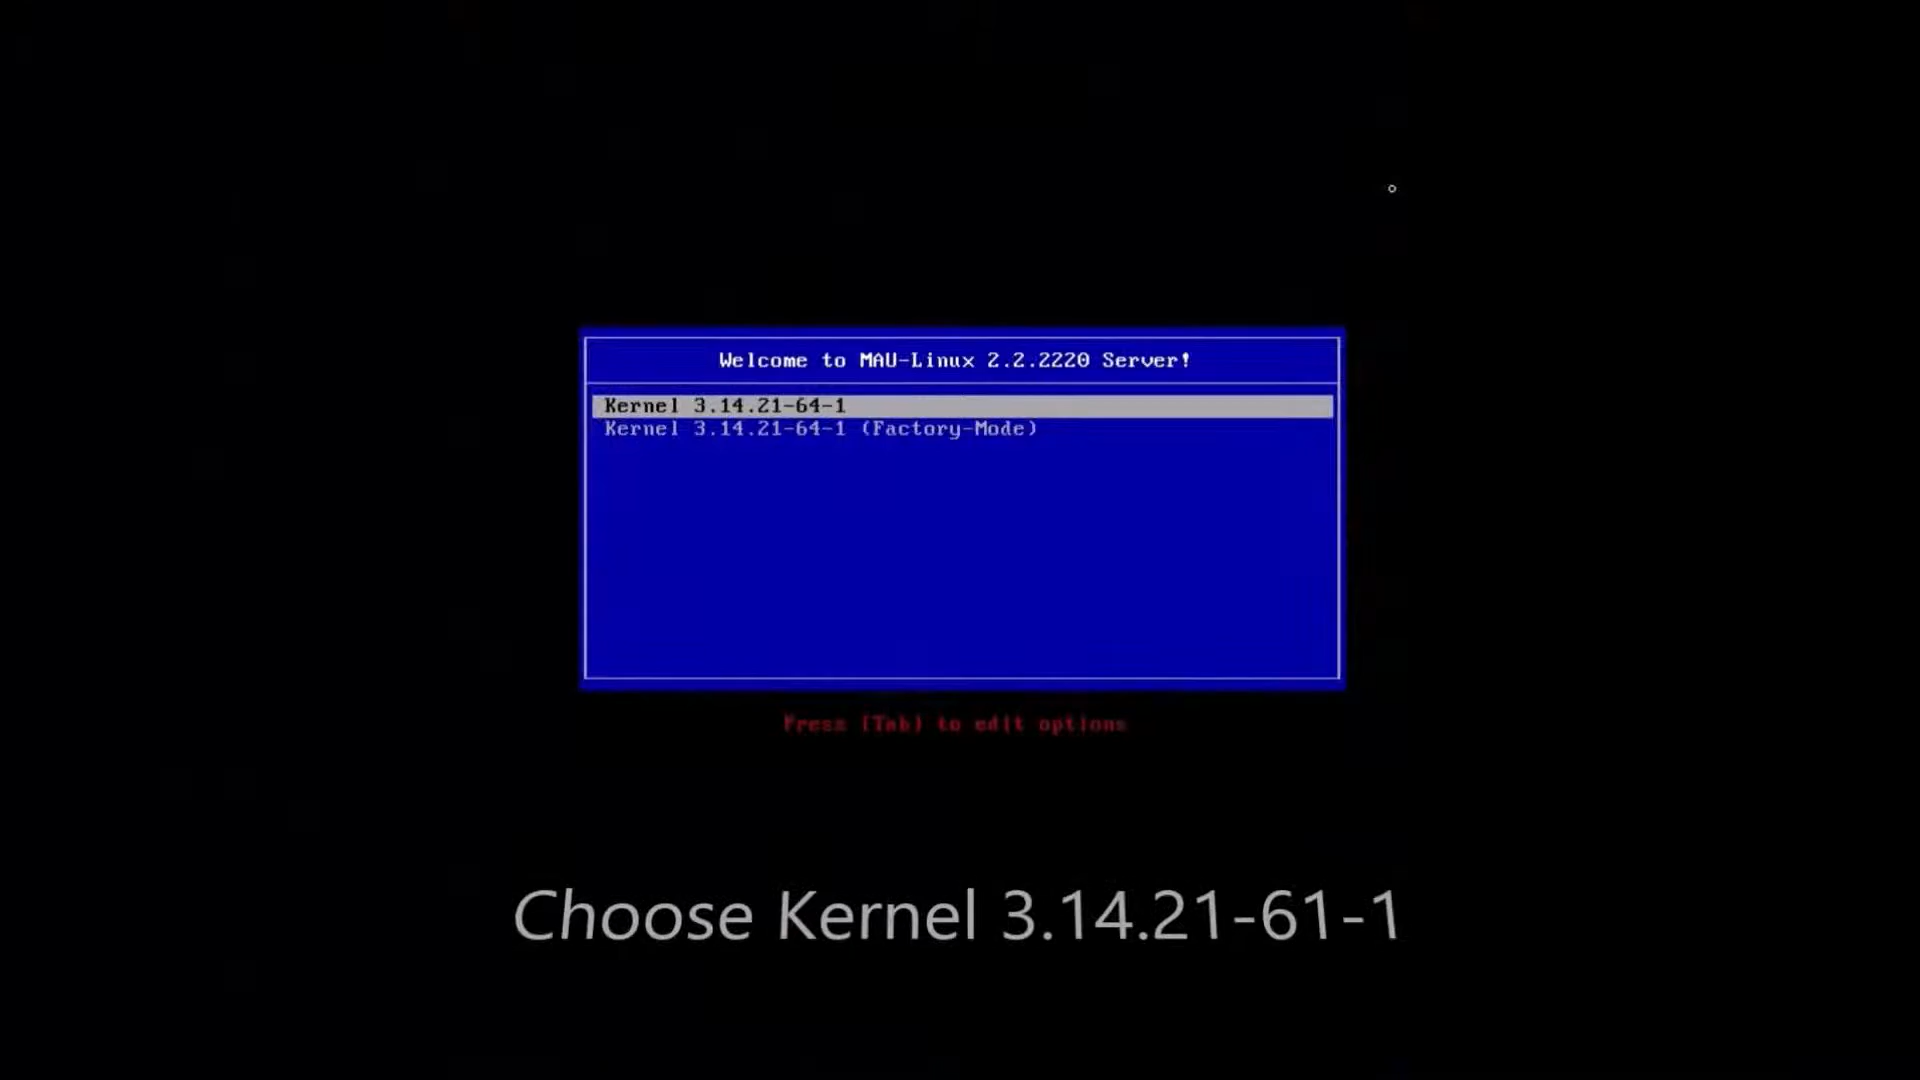 Welcome to MAU-Linux 2.2.2220 Server!
Kernel 3.14.21-64-1
Kernel 3.14.21-64-1 (Factory-Mode)
Press [Tab] to edit options
Choose Kernel 3.14.21-61-1